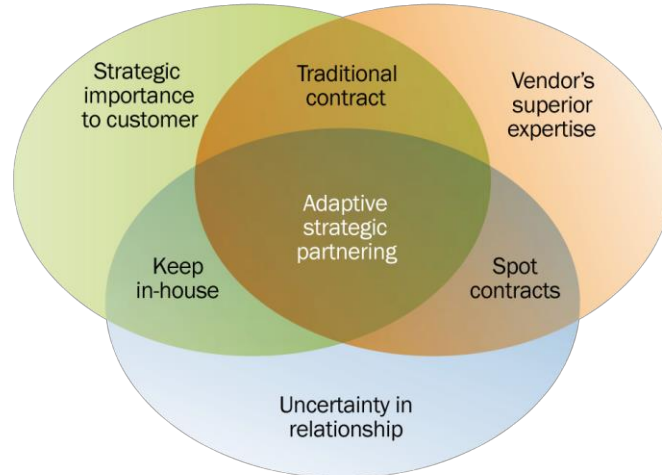 Strategic
importance
to customer
Traditional
contract
Vendor's
superior
expertise
Adaptive
strategic
partnering
Keep
in-house
Spot
contracts
Uncertainty in
relationship